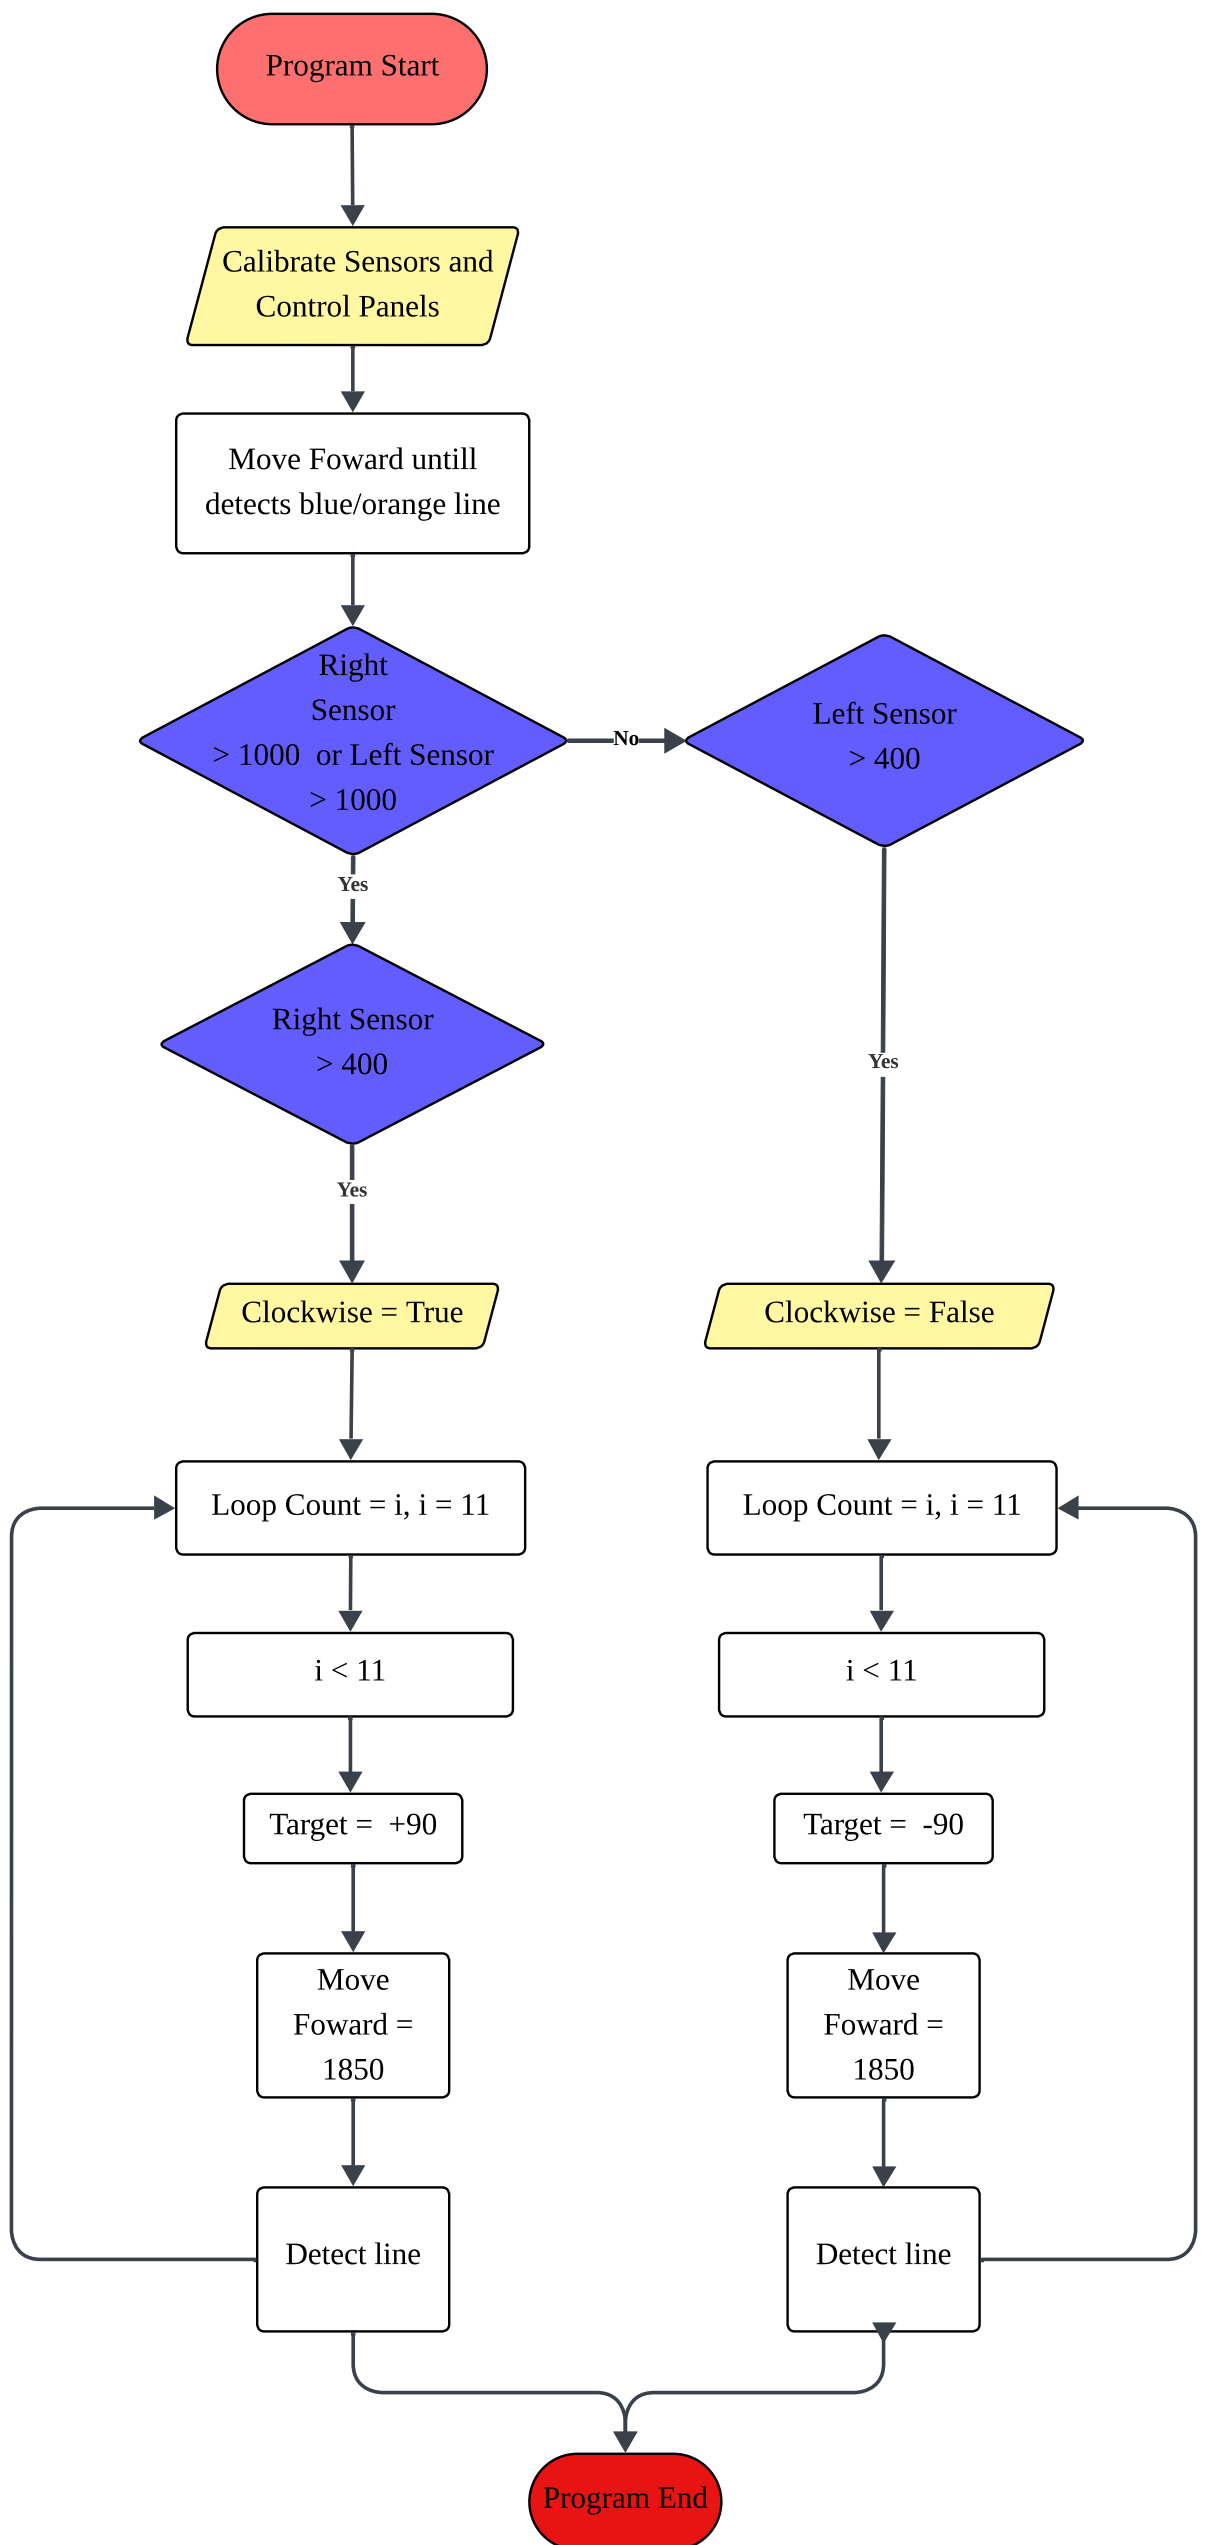 Program Start
Calibrate Sensors and
Control Panels
Move Foward untill
detects blue/orange line
Right
Sensor
> 1000  or Left Sensor
> 1000
No
Left Sensor
> 400
Yes
Right Sensor
> 400
Yes
Yes
Clockwise = True
Clockwise = False
Loop Count = i, i = 11
Loop Count = i, i = 11
i < 11
i < 11
Target =  +90
Target =  -90
Move
Foward =
1850
Move
Foward =
1850
Detect line
Detect line
Program End